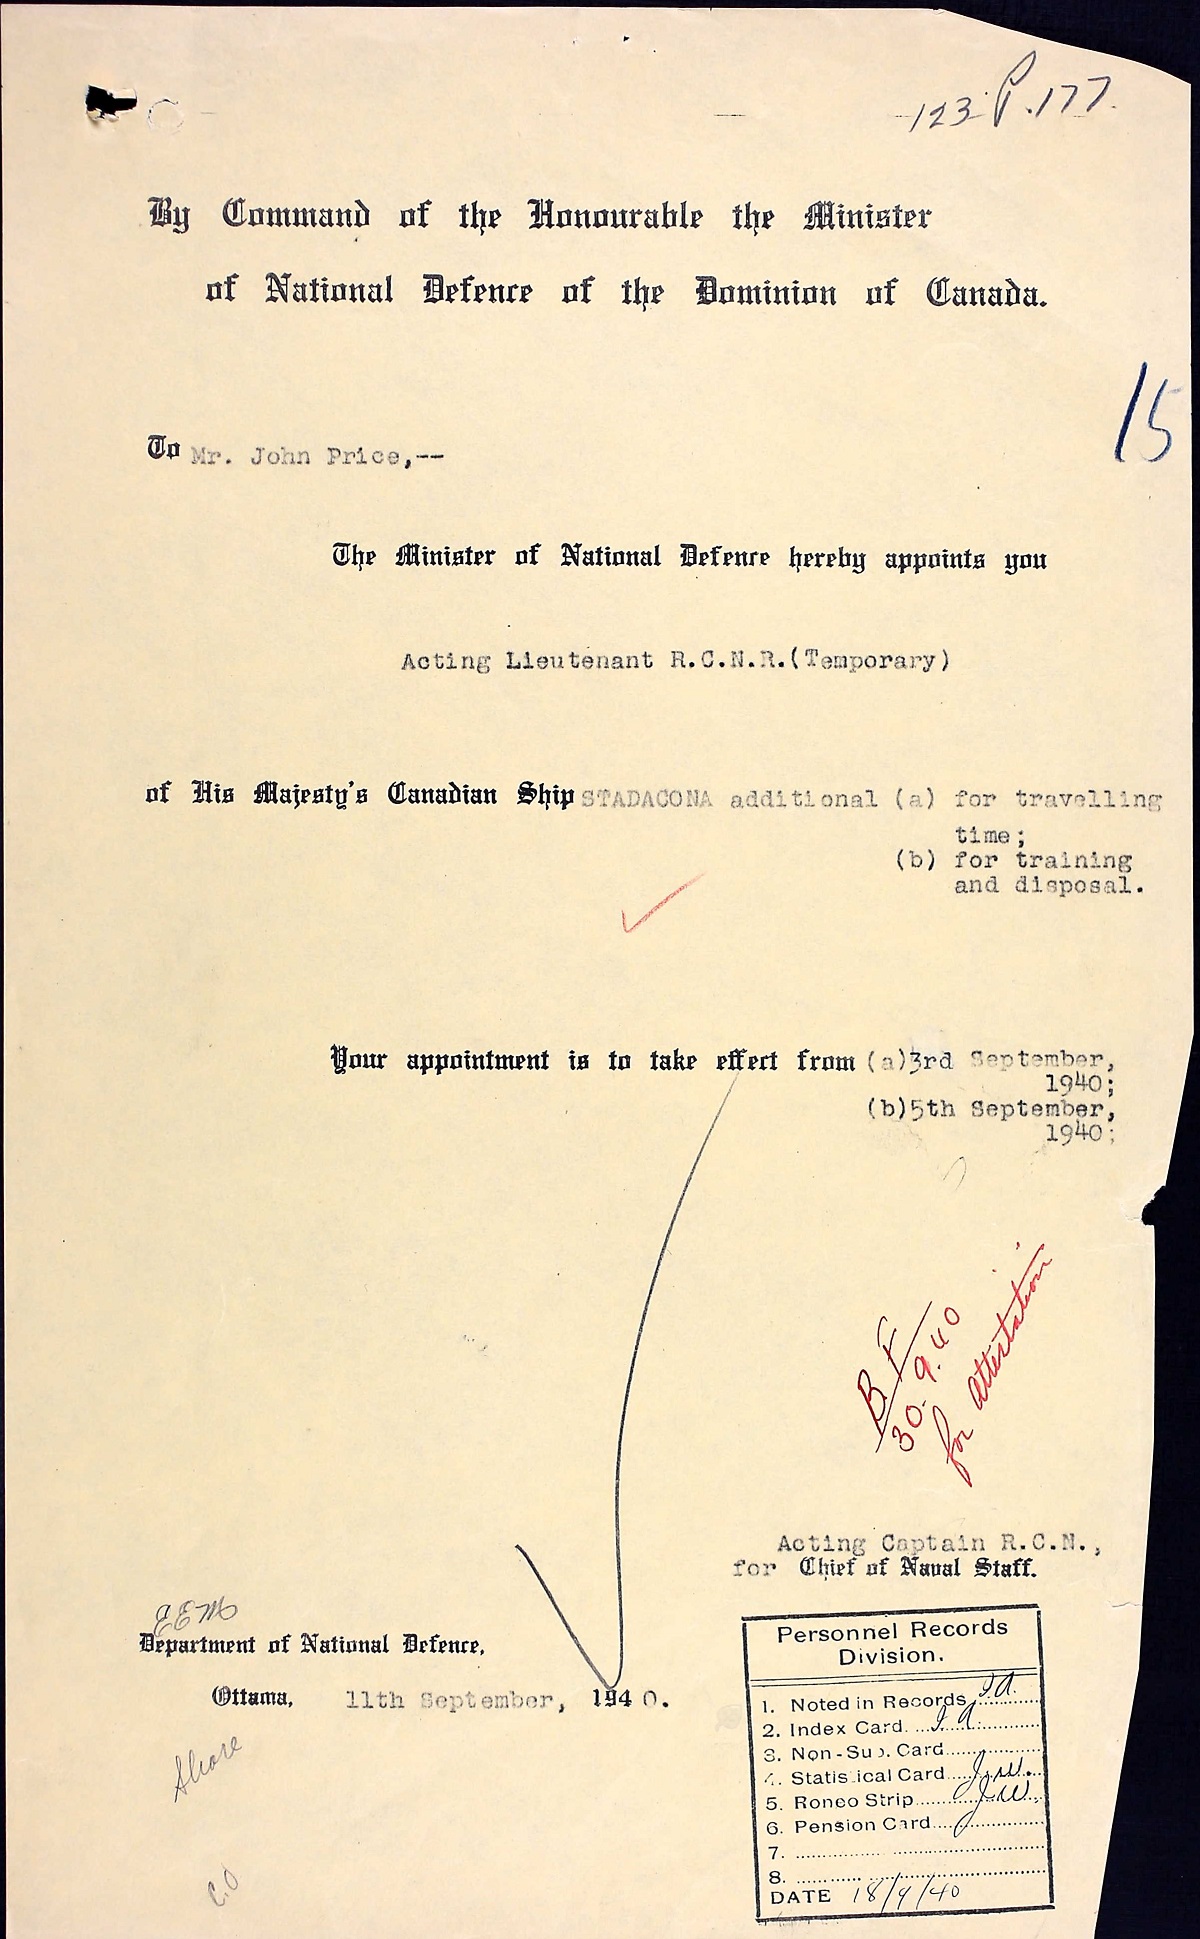 123-P.177
By Command of the Honourable the Minister
of National Defence of the Dominion of Canada.
15
To Mr. John Price,--
The Minister of National Defence hereby appoints you
Acting Lieutenant R.C.N.R.(Temporary)
of His Majesty's Canadian Ship STADACONA additional (a) for travelling
time;
(b) for training
and disposal.
Your appointment is to take effect from (a)3rd September,
1940;
(b)5th September,
1940;
B.F
30.9.40
for attestation
Acting Captain R.C.N.,
for Chief of Naval Staff.
Department of National Defence,
Ottawa, 11th September, 1940.
Shore
C.O
Personnel Records
Division.
1. Noted in Records
2. Index Card
3. Non-Sub. Card
4. Statistical Card J.W.
5. Roneo Strip J.W.
6. Pension Card
7.
8.
DATE 18/9/40